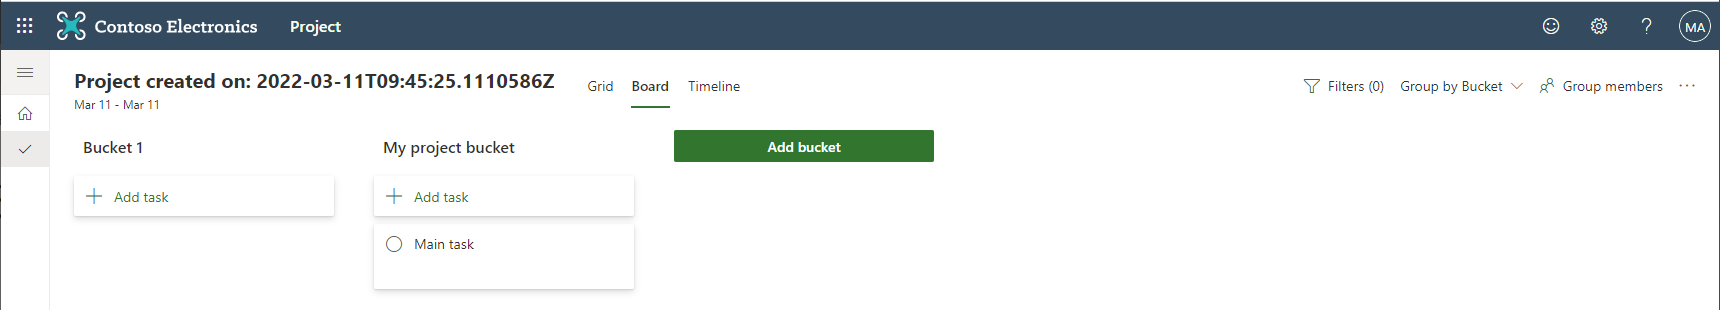 Contoso Electronics Project MA
Project created on: 2022-03-11T09:45:25.1110586Z Grid Board Timeline Filters (0) Group by Bucket Group members
Mar 11 - Mar 11
Bucket 1 My project bucket Add bucket
Add task Add task
Main task